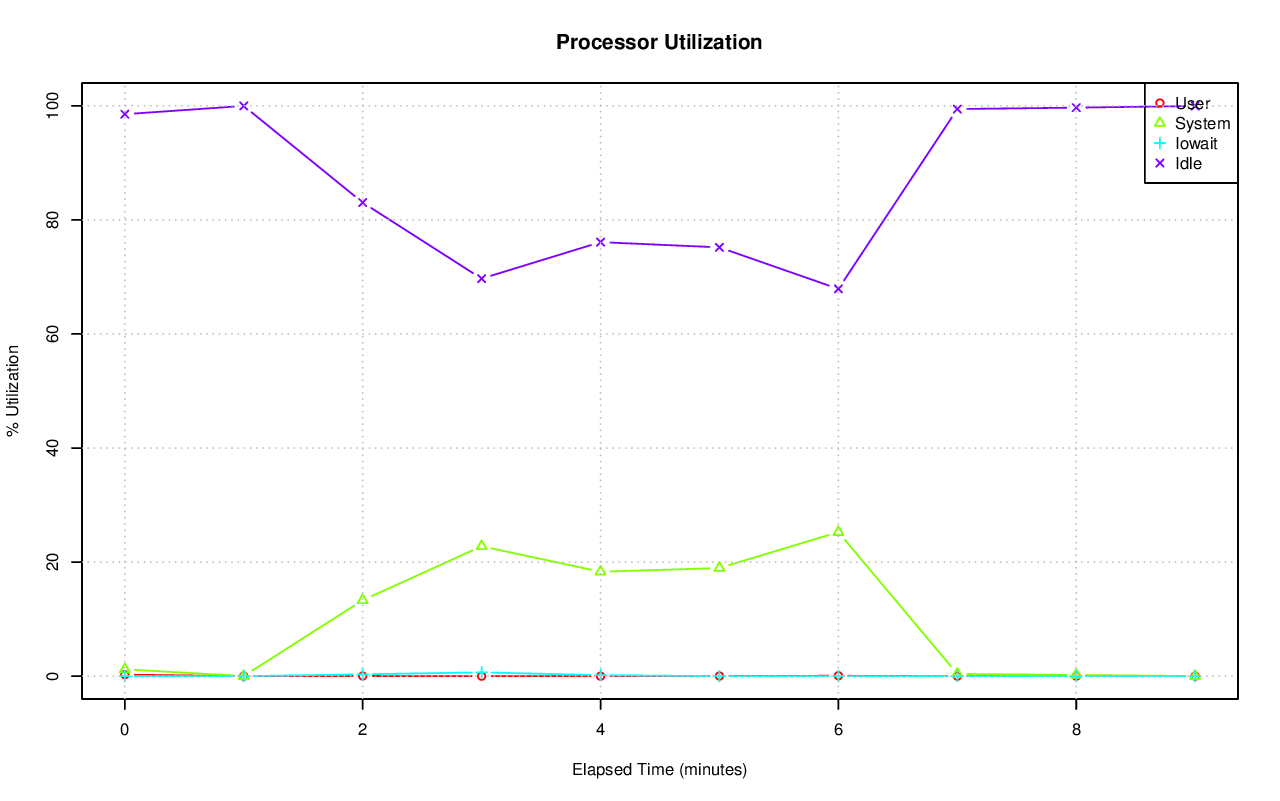 Processor Utilization
% Utilization
100
80
60
40
20
0
User
System
Iowait
Idle
0 2 4 6 8
Elapsed Time (minutes)